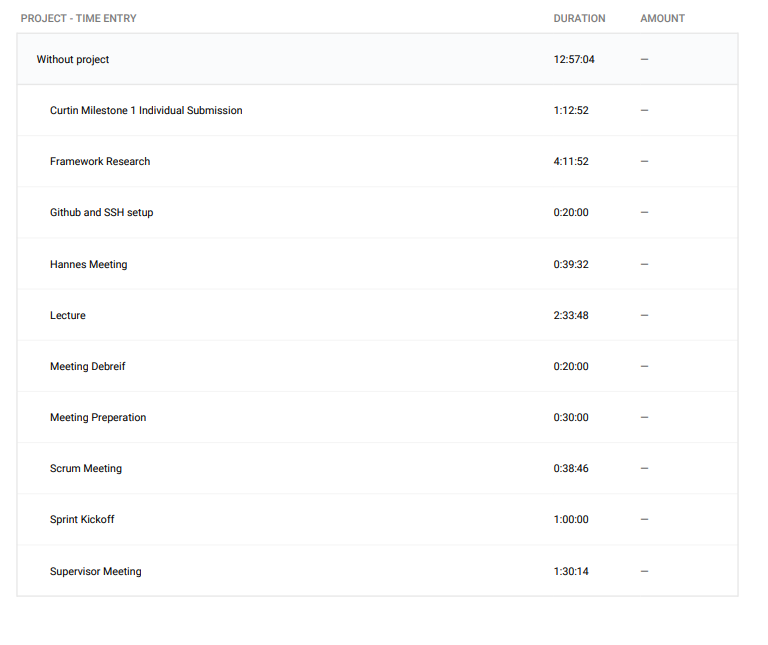 PROJECT - TIME ENTRY DURATION AMOUNT
Without project 12:57:04 —
Curtin Milestone 1 Individual Submission 1:12:52 —
Framework Research 4:11:52 —
Github and SSH setup 0:20:00 —
Hannes Meeting 0:39:32 —
Lecture 2:33:48 —
Meeting Debreif 0:20:00 —
Meeting Preperation 0:30:00 —
Scrum Meeting 0:38:46 —
Sprint Kickoff 1:00:00 —
Supervisor Meeting 1:30:14 —